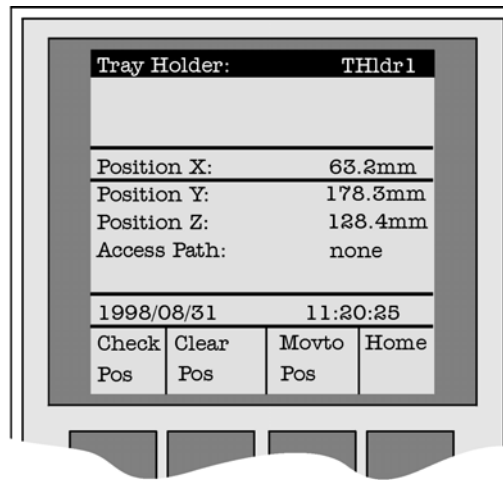 Tray Holder: THldr1
Position X: 63.2mm
Position Y: 178.3mm
Position Z: 128.4mm
Access Path: none
1998/08/31 11:20:25
Check Clear Movto Home
Pos Pos Pos